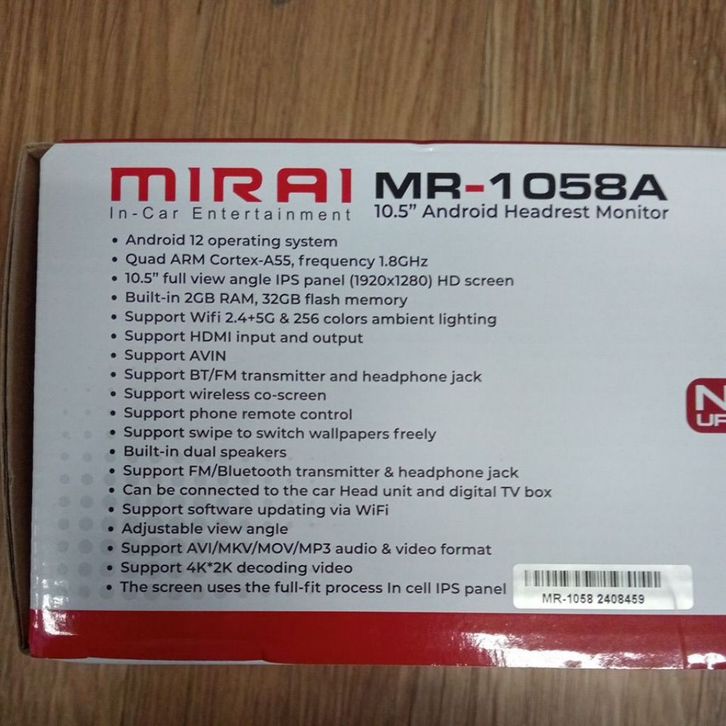 MIRAI MR-1058A
In-Car Entertainment 10.5" Android Headrest Monitor
• Android 12 operating system
• Quad ARM Cortex-A55, frequency 1.8GHz
• 10.5" full view angle IPS panel (1920x1280) HD screen
• Built-in 2GB RAM, 32GB flash memory
• Support Wifi 2.4+5G & 256 colors ambient lighting
• Support HDMI input and output
• Support AVIN
• Support BT/FM transmitter and headphone jack
• Support wireless co-screen
• Support phone remote control
• Support swipe to switch wallpapers freely
• Built-in dual speakers
• Support FM/Bluetooth transmitter & headphone jack
• Can be connected to the car Head unit and digital TV box
• Support software updating via WiFi
• Adjustable view angle
• Support AVI/MKV/MOV/MP3 audio & video format
• Support 4K*2K decoding video
• The screen uses the full-fit process In cell IPS panel
MR-1058 2408459